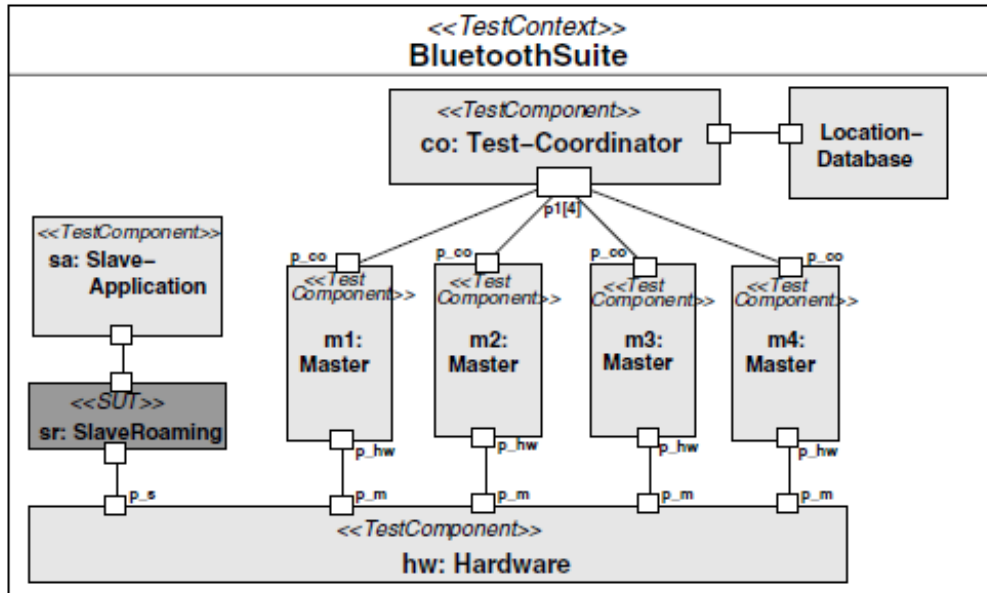 <<TestContext>>
BluetoothSuite
<<TestComponent>>
co: Test-Coordinator
Location-
Database
p1[4]
<<TestComponent>>
sa: Slave-
Application
p_co
p_co
p_co
p_co
<<Test
Component>>
m1:
Master
<<Test
Component>>
m2:
Master
<<Test
Component>>
m3:
Master
<<Test
Component>>
m4:
Master
<<SUT>>
sr: SlaveRoaming
p_hw
p_hw
p_hw
p_hw
p_s
p_m
p_m
p_m
p_m
<<TestComponent>>
hw: Hardware